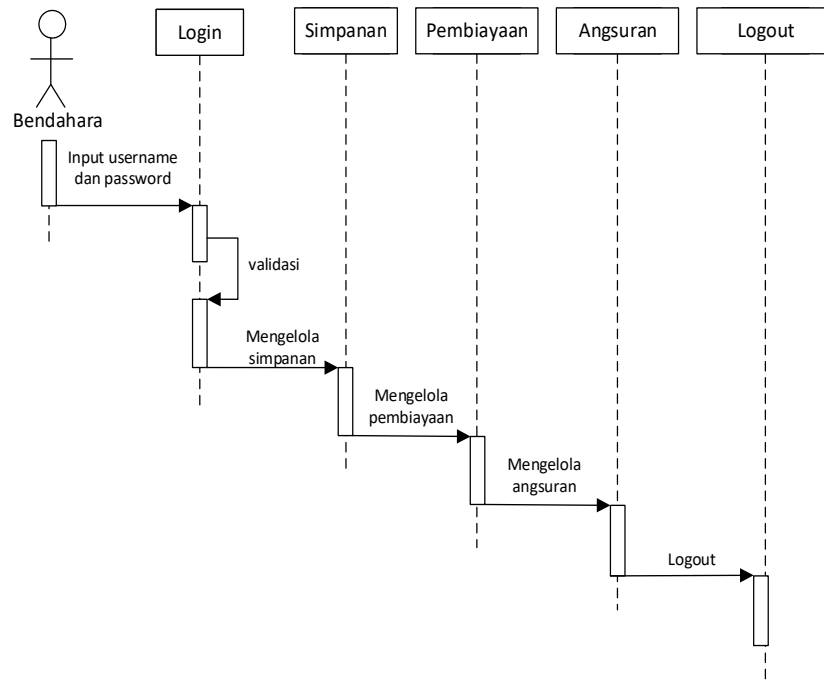 Login
Simpanan
Pembiayaan
Angsuran
Logout
Bendahara
Input username
dan password
validasi
Mengelola
simpanan
Mengelola
pembiayaan
Mengelola
angsuran
Logout